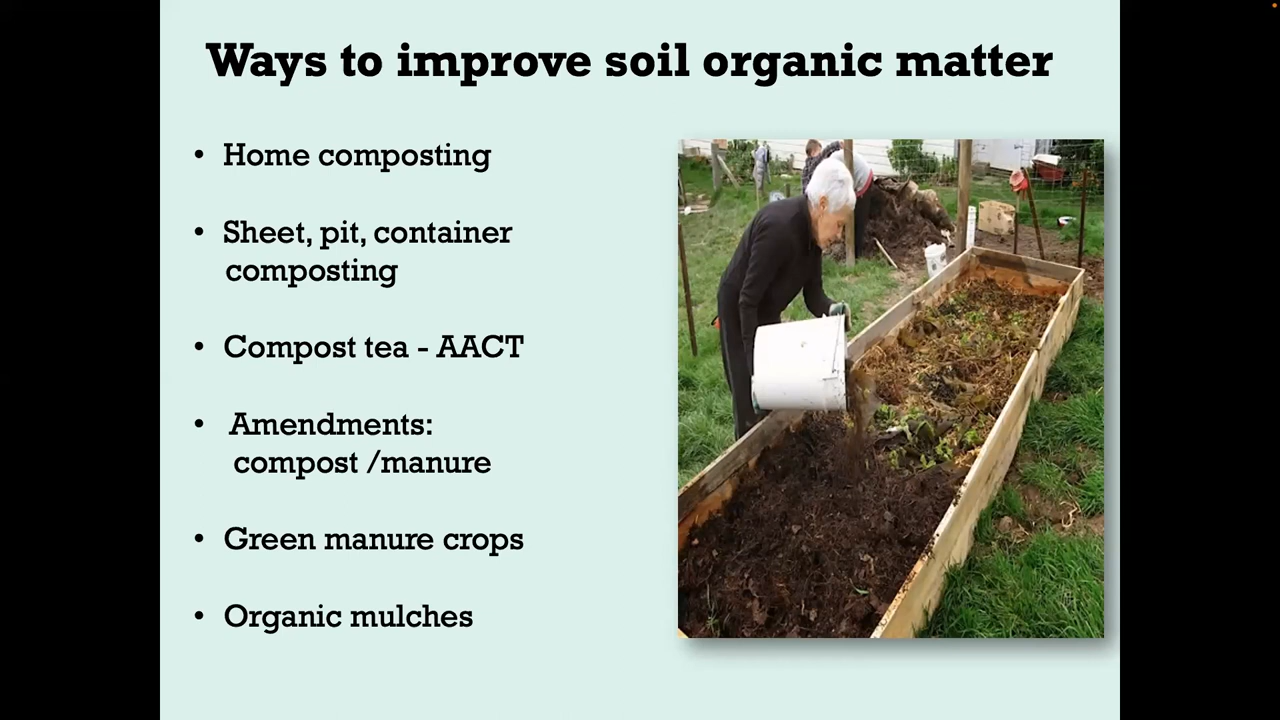 Ways to improve soil organic matter
• Home composting
• Sheet, pit, container
composting
• Compost tea - AACT
• Amendments:
compost /manure
• Green manure crops
• Organic mulches